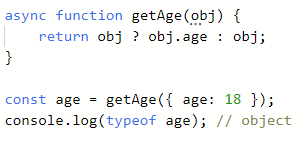 async function getAge(obj) {
    return obj ? obj.age : obj;
}
const age = getAge({ age: 18 });
console.log(typeof age); // object